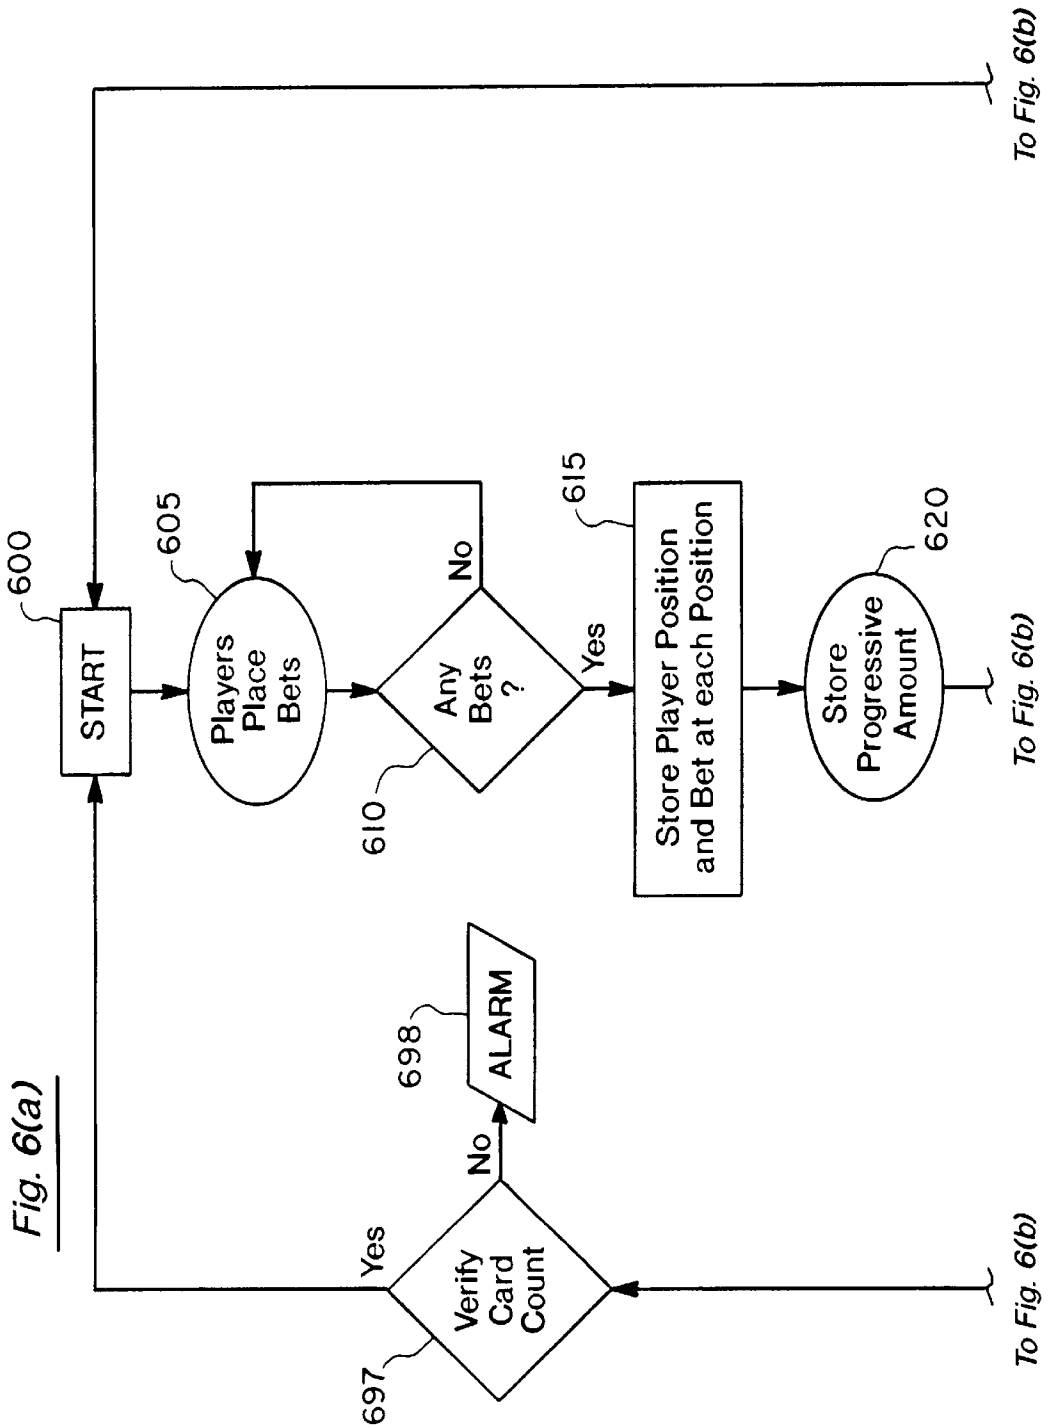 Fig. 6(a)
600
START
605
Players
Place
Bets
610
Any
Bets
?
No
Yes
615
Store Player Position
and Bet at each Position
620
Store
Progressive
Amount
697
Verify
Card
Count
Yes
No
698
ALARM
To Fig. 6(b)
To Fig. 6(b)
To Fig. 6(b)